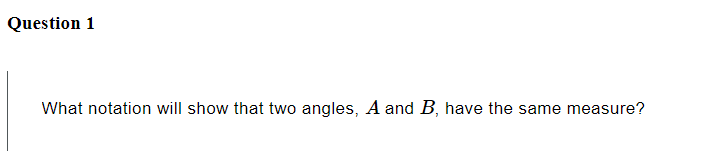 Question 1
What notation will show that two angles, A and B, have the same measure?